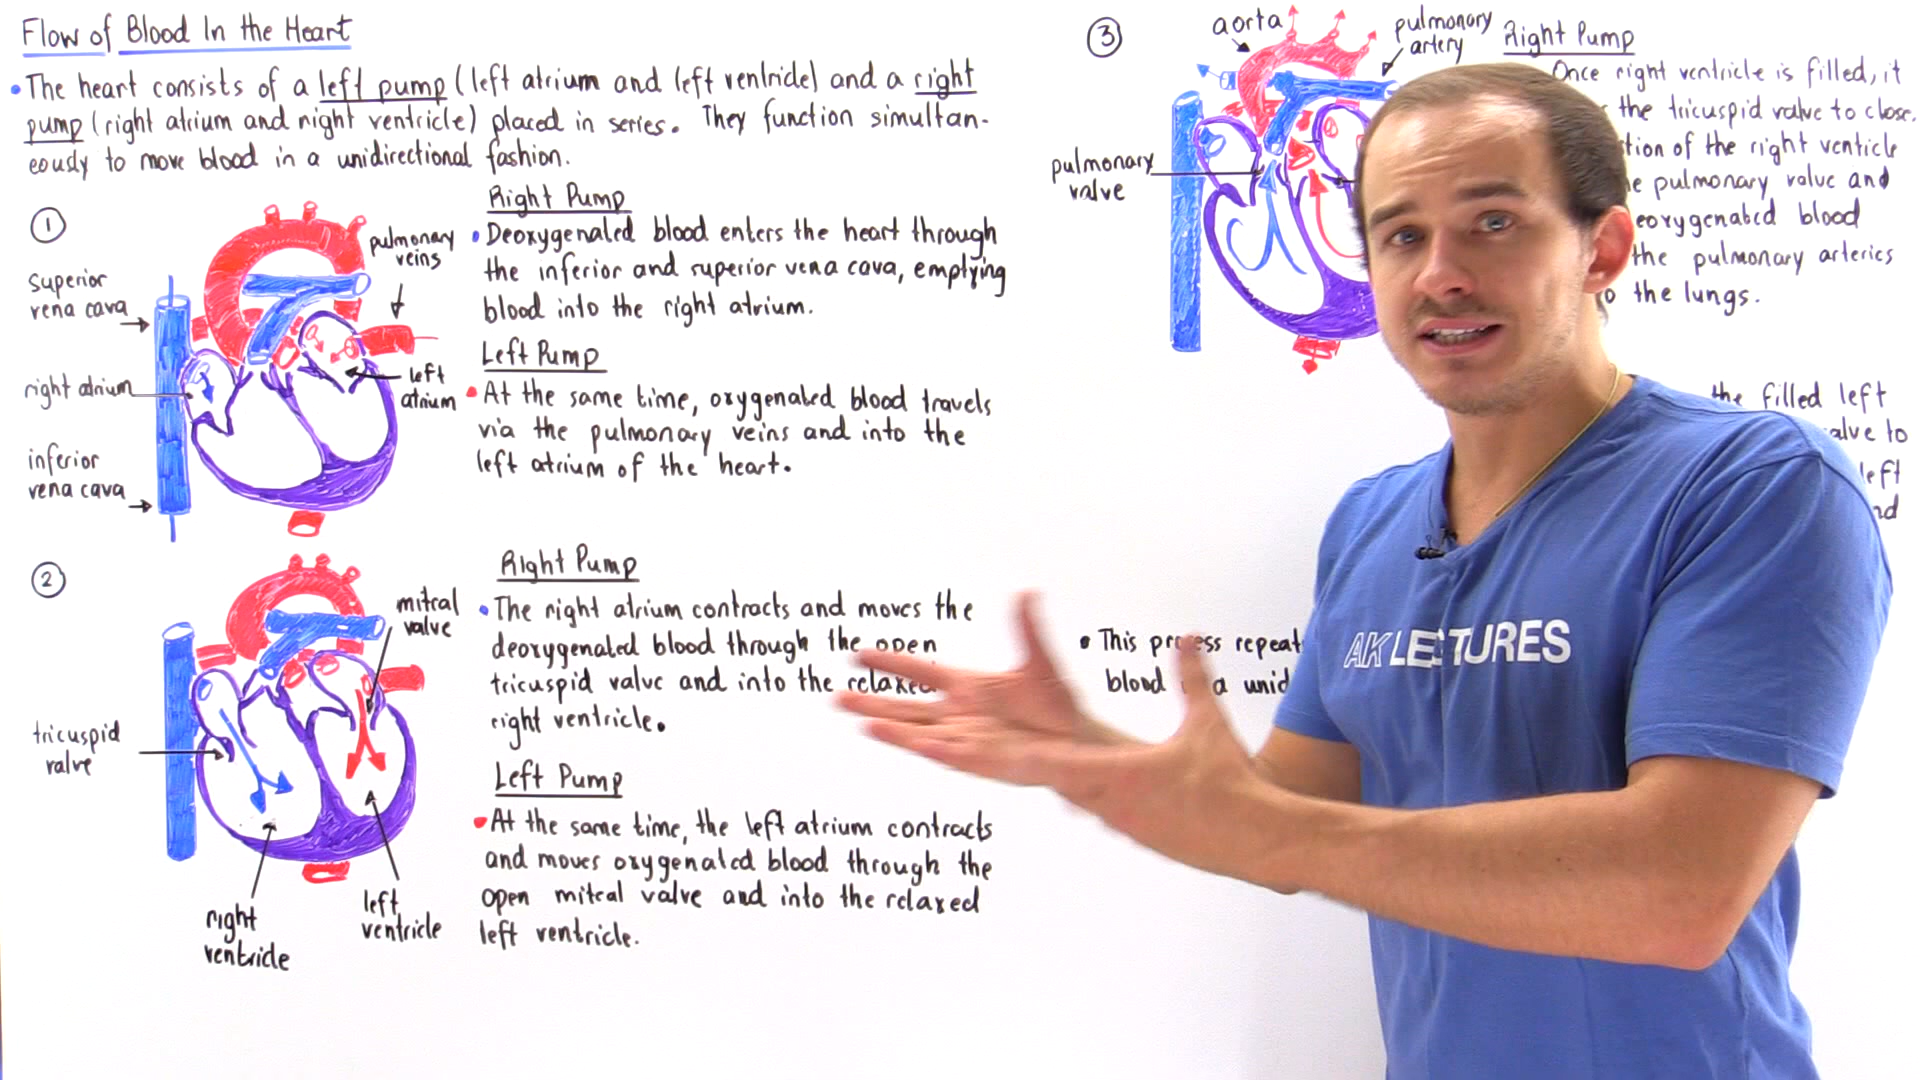 Flow of Blood In the Heart
• The heart consists of a left pump (left atrium and left ventricle) and a right
pump (right atrium and right ventricle) placed in series. They function simultan-
eously to move blood in a unidirectional fashion.
1
superior
vena cava
right atrium
inferior
vena cava
pulmonary
veins
left
atrium
Right Pump
• Deoxygenated blood enters the heart through
the inferior and superior vena cava, emptying
blood into the right atrium.
Left Pump
• At the same time, oxygenated blood travels
via the pulmonary veins and into the
left atrium of the heart.
2
mitral
valve
tricuspid
valve
right
ventricle
left
ventricle
Right Pump
• The right atrium contracts and moves the
deoxygenated blood through the open
tricuspid valve and into the relaxed
right ventricle.
Left Pump
• At the same time, the left atrium contracts
and moves oxygenated blood through the
open mitral valve and into the relaxed
left ventricle.
3
aorta
pulmonary
artery
pulmonary
valve
Right Pump
Once right ventricle is filled, it
the tricuspid valve to close.
of the right ventricle
pulmonary valve and
blood
the pulmonary arteries
the lungs.
the filled left
to
left
• This process
blood a
AK LECTURES